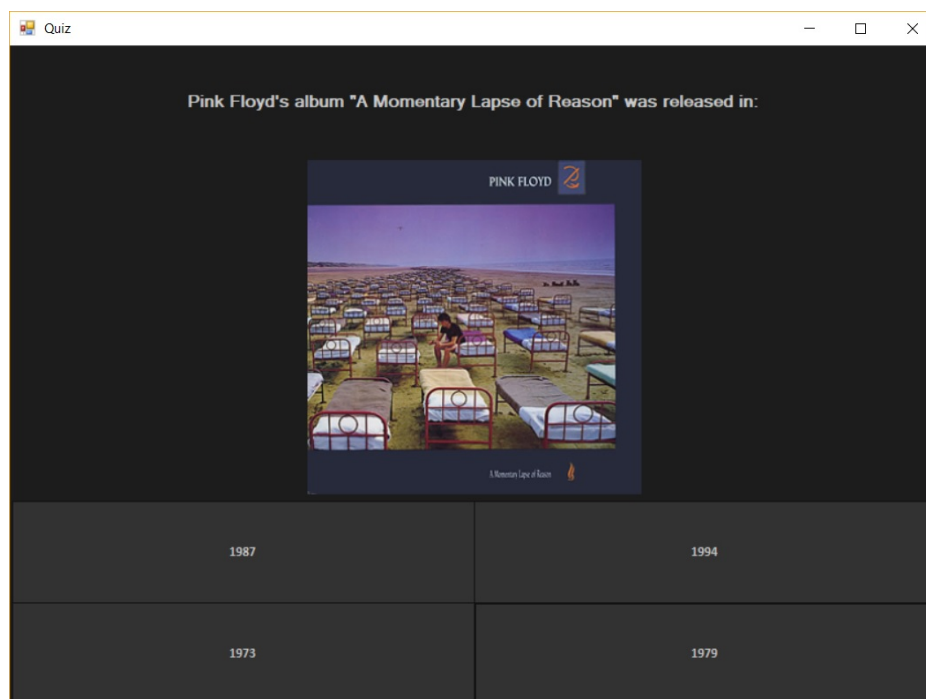 Quiz
Pink Floyd's album "A Momentary Lapse of Reason" was released in:
PINK FLOYD
A Momentary Lapse of Reason
1987
1994
1973
1979